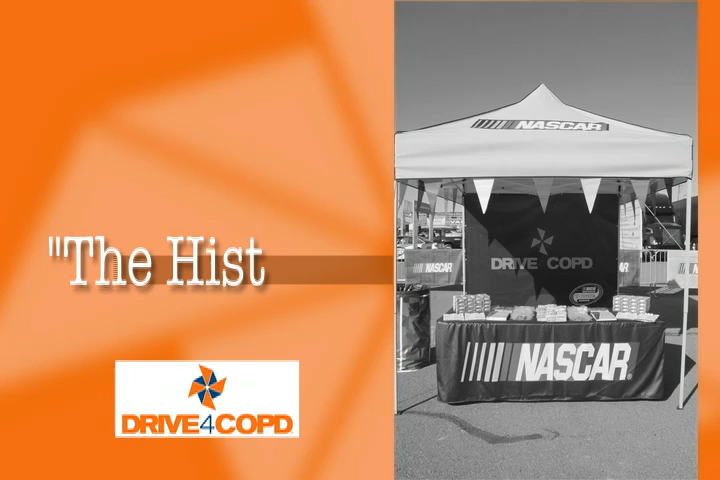 "The Hist
DRIVE4COPD
NASCAR
DRIVE COPD
NASCAR
NASCAR